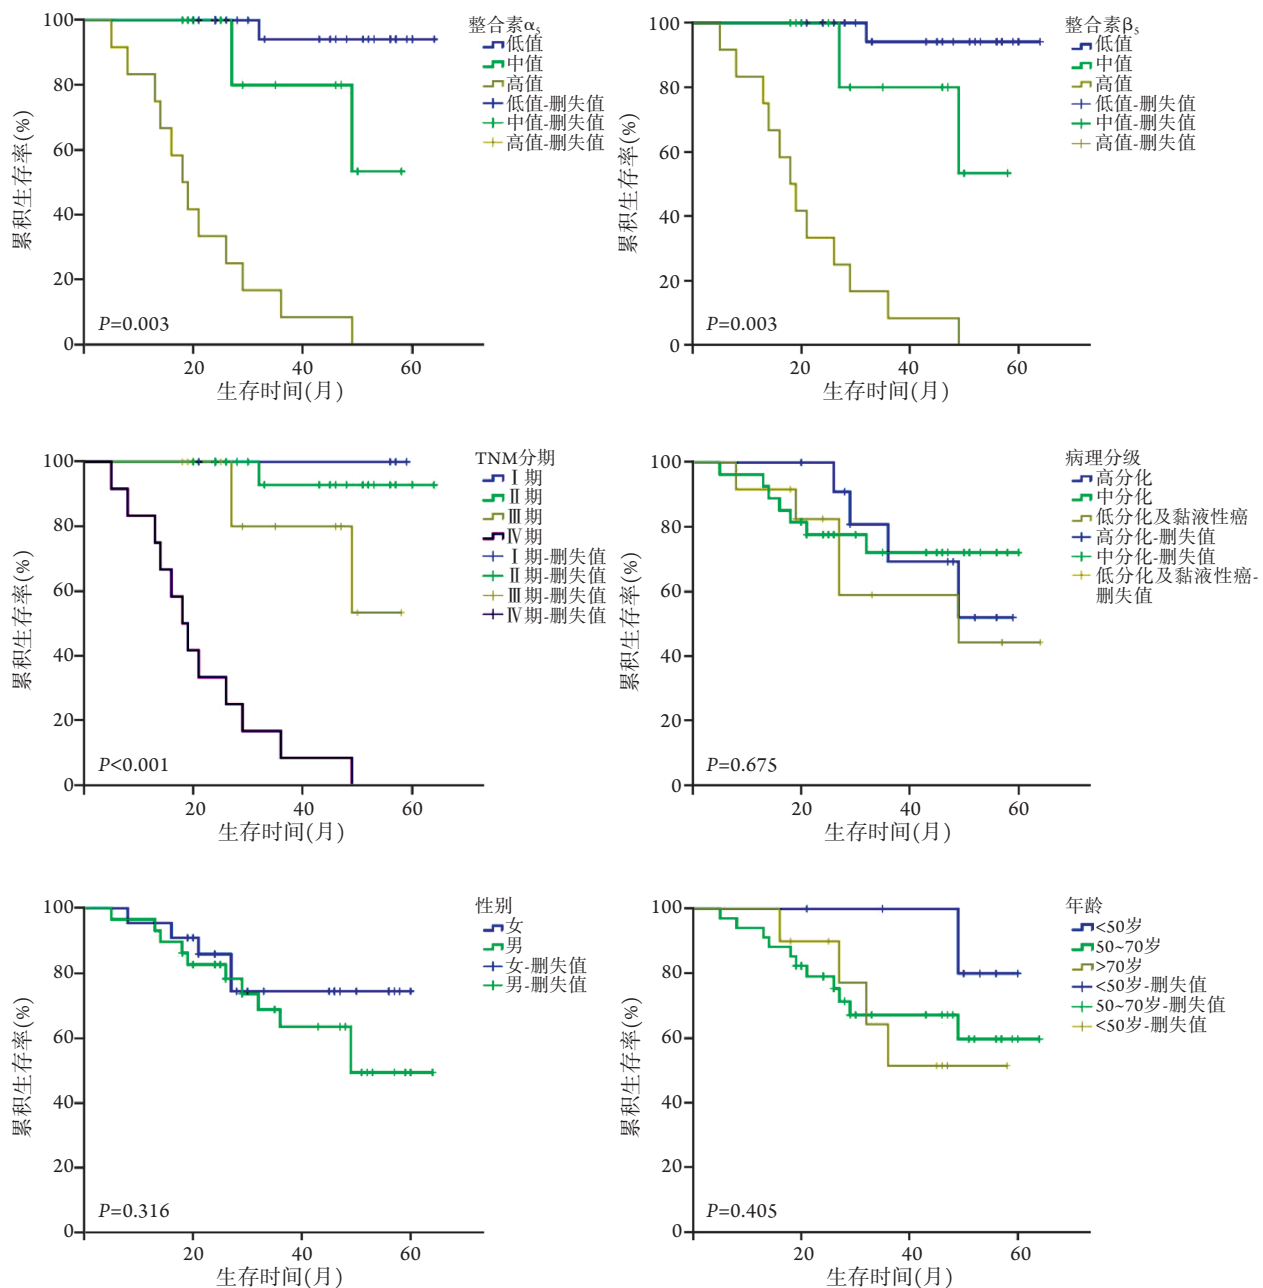 整合素α₅
低值
中值
高值
低值-删失值
中值-删失值
高值-删失值
累积生存率(%)
100
80
60
40
20
0
P=0.003
20 40 60
生存时间(月)
整合素β₅
低值
中值
高值
低值-删失值
中值-删失值
高值-删失值
累积生存率(%)
100
80
60
40
20
0
P=0.003
20 40 60
生存时间(月)
TNM分期
Ⅰ期
Ⅱ期
Ⅲ期
Ⅳ期
Ⅰ期-删失值
Ⅱ期-删失值
Ⅲ期-删失值
Ⅳ期-删失值
累积生存率(%)
100
80
60
40
20
0
P<0.001
20 40 60
生存时间(月)
病理分级
高分化
中分化
低分化及黏液性癌
高分化-删失值
中分化-删失值
低分化及黏液性癌-
删失值
累积生存率(%)
100
80
60
40
20
0
P=0.675
20 40 60
生存时间(月)
性别
女
男
女-删失值
男-删失值
累积生存率(%)
100
80
60
40
20
0
P=0.316
20 40 60
生存时间(月)
年龄
<50岁
50~70岁
>70岁
<50岁-删失值
50~70岁-删失值
<50岁-删失值
累积生存率(%)
100
80
60
40
20
0
P=0.405
20 40 60
生存时间(月)